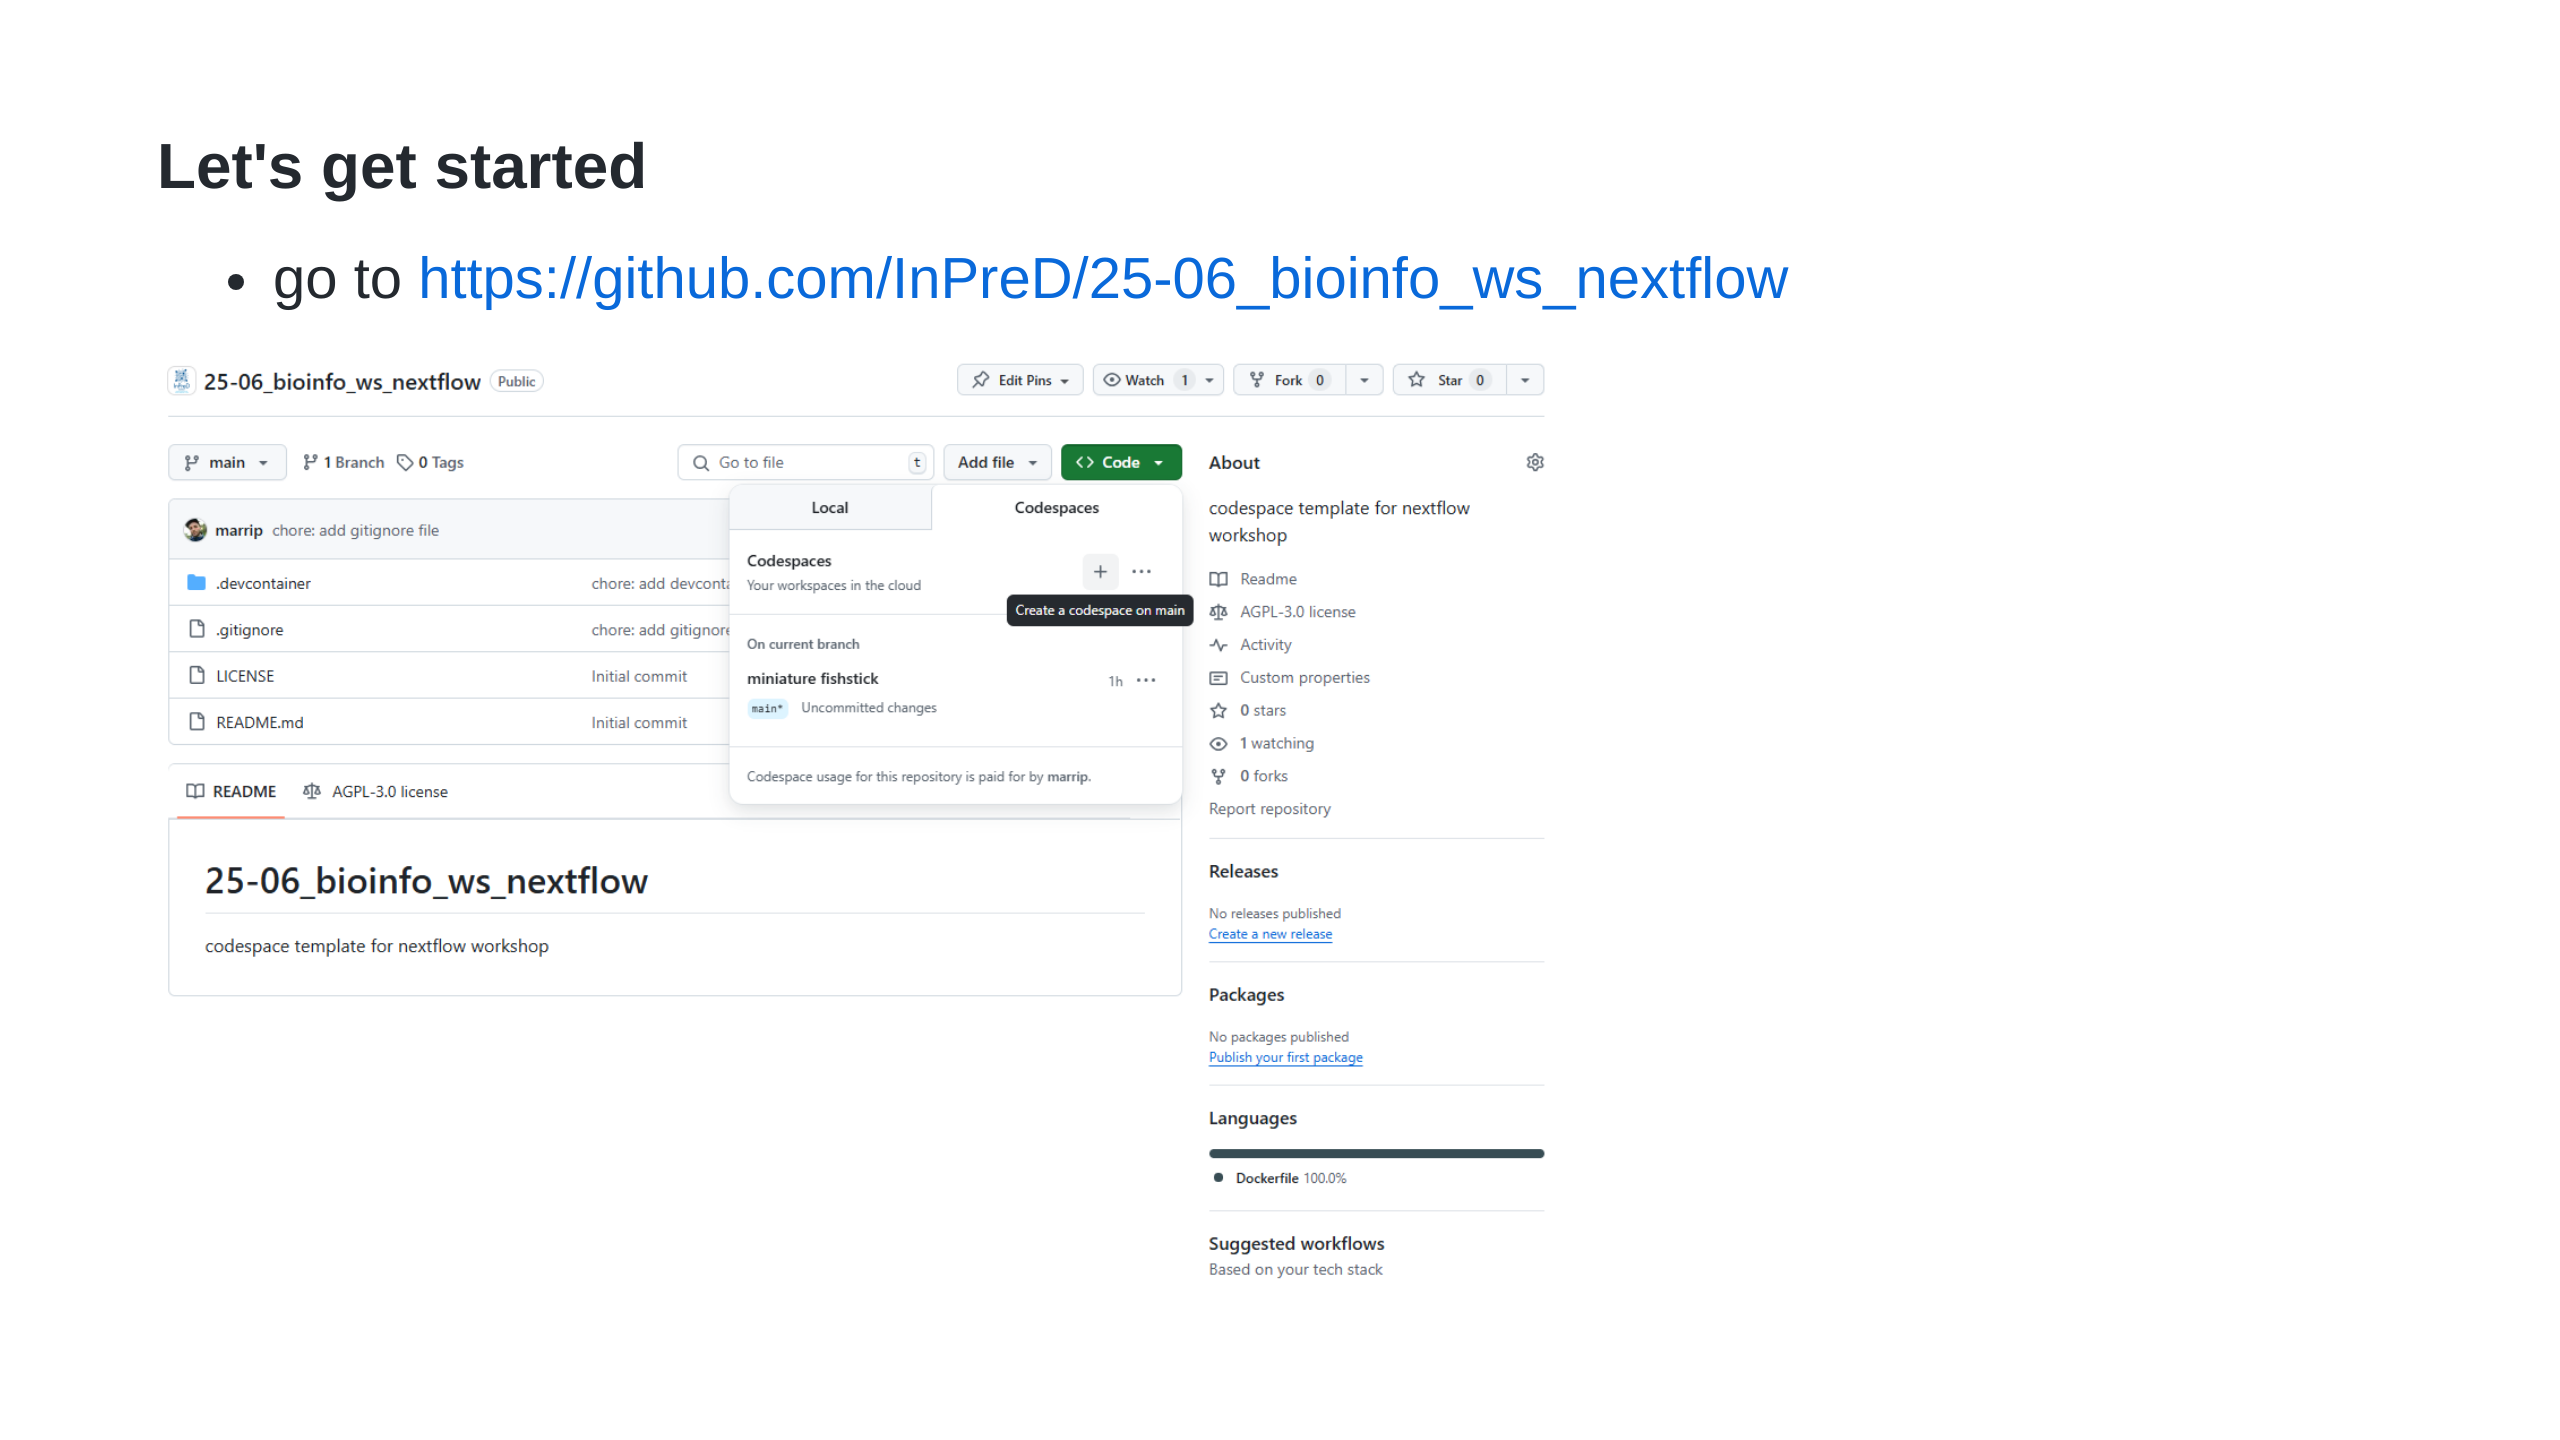 Let's get started
• go to https://github.com/InPreD/25-06_bioinfo_ws_nextflow
25-06_bioinfo_ws_nextflow Public
Edit Pins Watch 1 Fork 0 Star 0
main 1 Branch 0 Tags
Go to file t Add file <> Code
Local Codespaces
marrip chore: add gitignore file
.devcontainer chore: add devconta
.gitignore chore: add gitignore
LICENSE Initial commit
README.md Initial commit
Codespaces
Your workspaces in the cloud
+ ...
Create a codespace on main
On current branch
miniature fishstick 1h ...
main* Uncommitted changes
Codespace usage for this repository is paid for by marrip.
README AGPL-3.0 license
25-06_bioinfo_ws_nextflow
codespace template for nextflow workshop
About
codespace template for nextflow
workshop
Readme
AGPL-3.0 license
Activity
Custom properties
0 stars
1 watching
0 forks
Report repository
Releases
No releases published
Create a new release
Packages
No packages published
Publish your first package
Languages
Dockerfile 100.0%
Suggested workflows
Based on your tech stack